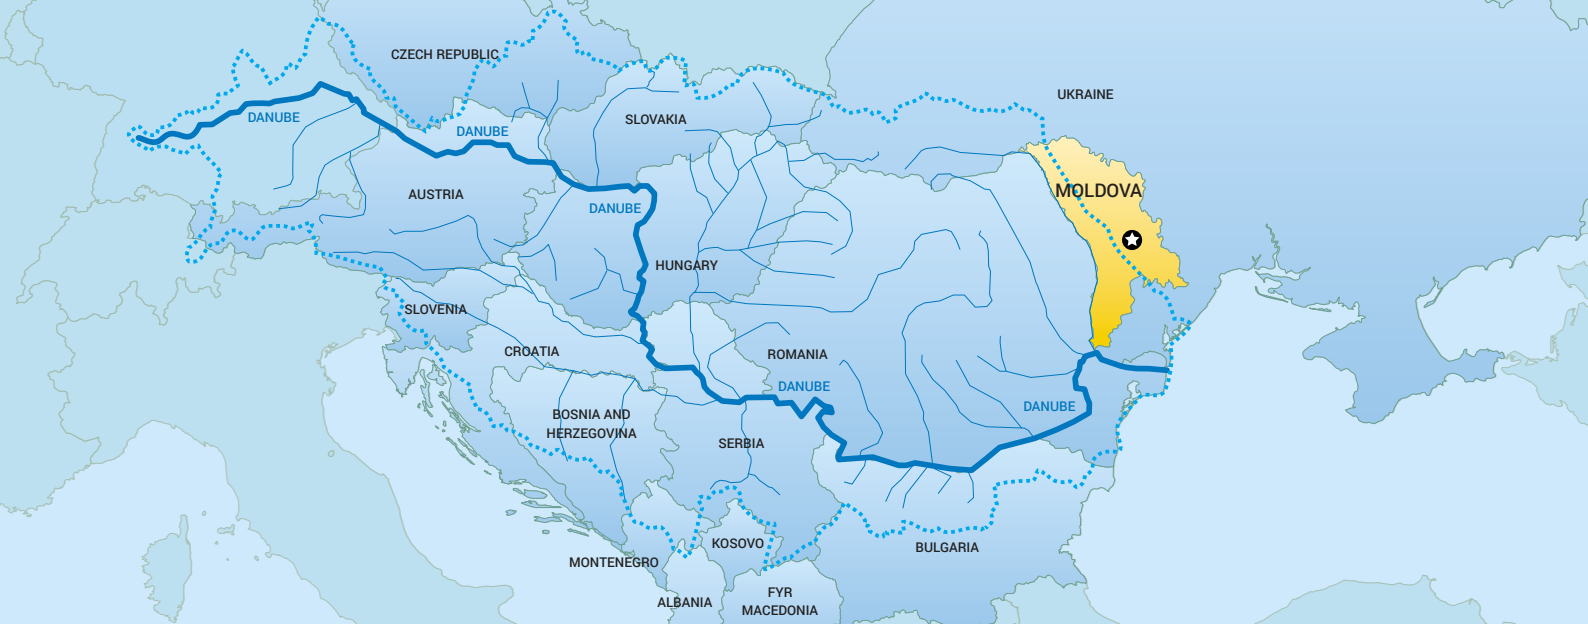 CZECH REPUBLIC
UKRAINE
DANUBE
SLOVAKIA
DANUBE
AUSTRIA
MOLDOVA
DANUBE
HUNGARY
SLOVENIA
CROATIA
ROMANIA
DANUBE
DANUBE
BOSNIA AND
HERZEGOVINA
SERBIA
KOSOVO
BULGARIA
MONTENEGRO
ALBANIA
FYR
MACEDONIA